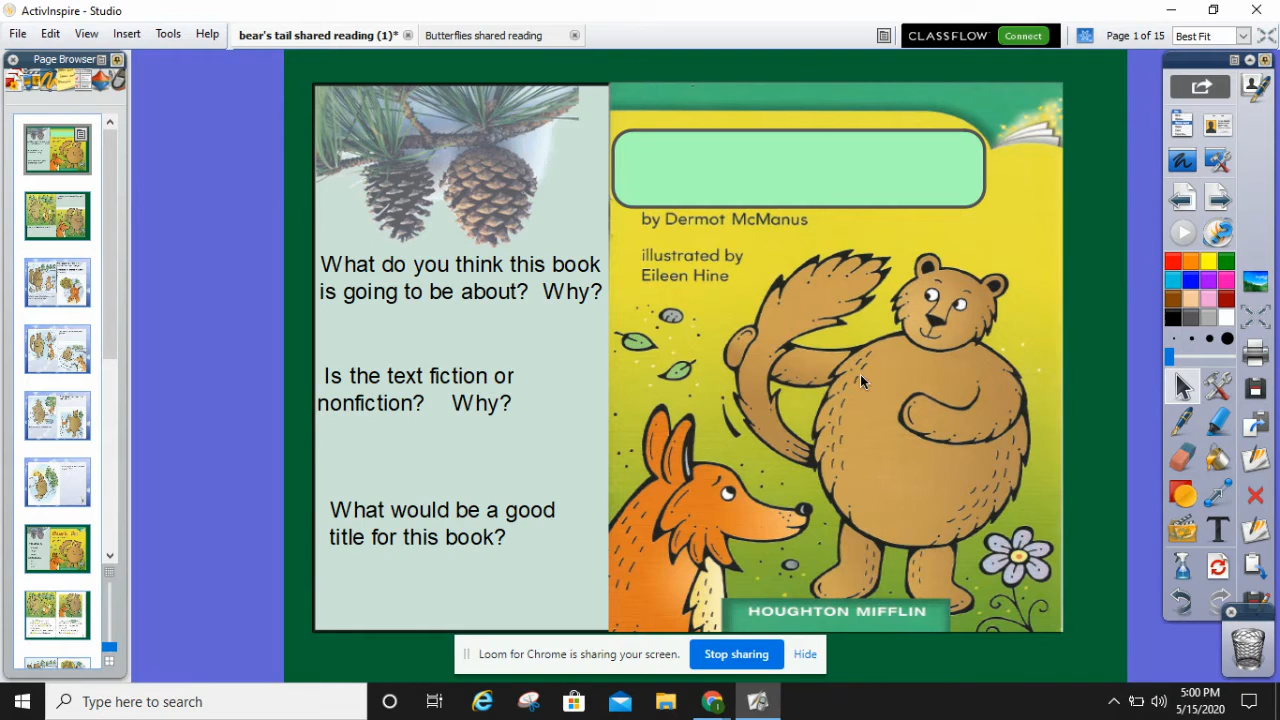 ActivInspire - Studio
File Edit View Insert Tools Help
bear's tail shared reading (1)*
Butterflies shared reading
CLASSFLOW Connect
Page 1 of 15
Best Fit
Page Browser
by Dermot McManus
illustrated by
Eileen Hine
What do you think this book
is going to be about? Why?
Is the text fiction or
nonfiction? Why?
What would be a good
title for this book?
HOUGHTON MIFFLIN
Loom for Chrome is sharing your screen.
Stop sharing
Hide
Type here to search
5:00 PM
5/15/2020